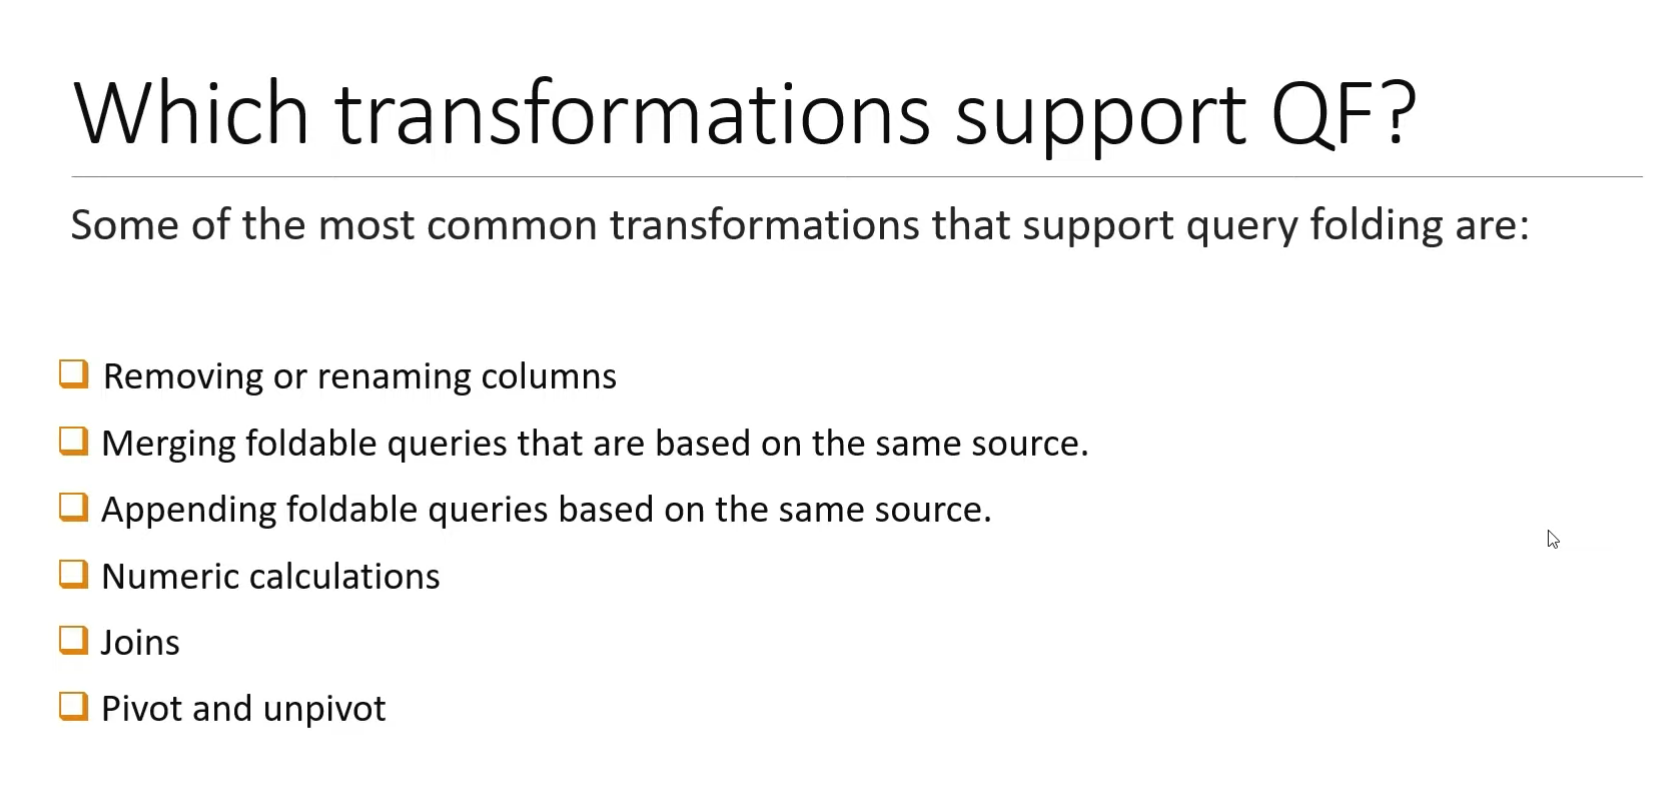 Which transformations support QF?
Some of the most common transformations that support query folding are:
Removing or renaming columns
Merging foldable queries that are based on the same source.
Appending foldable queries based on the same source.
Numeric calculations
Joins
Pivot and unpivot